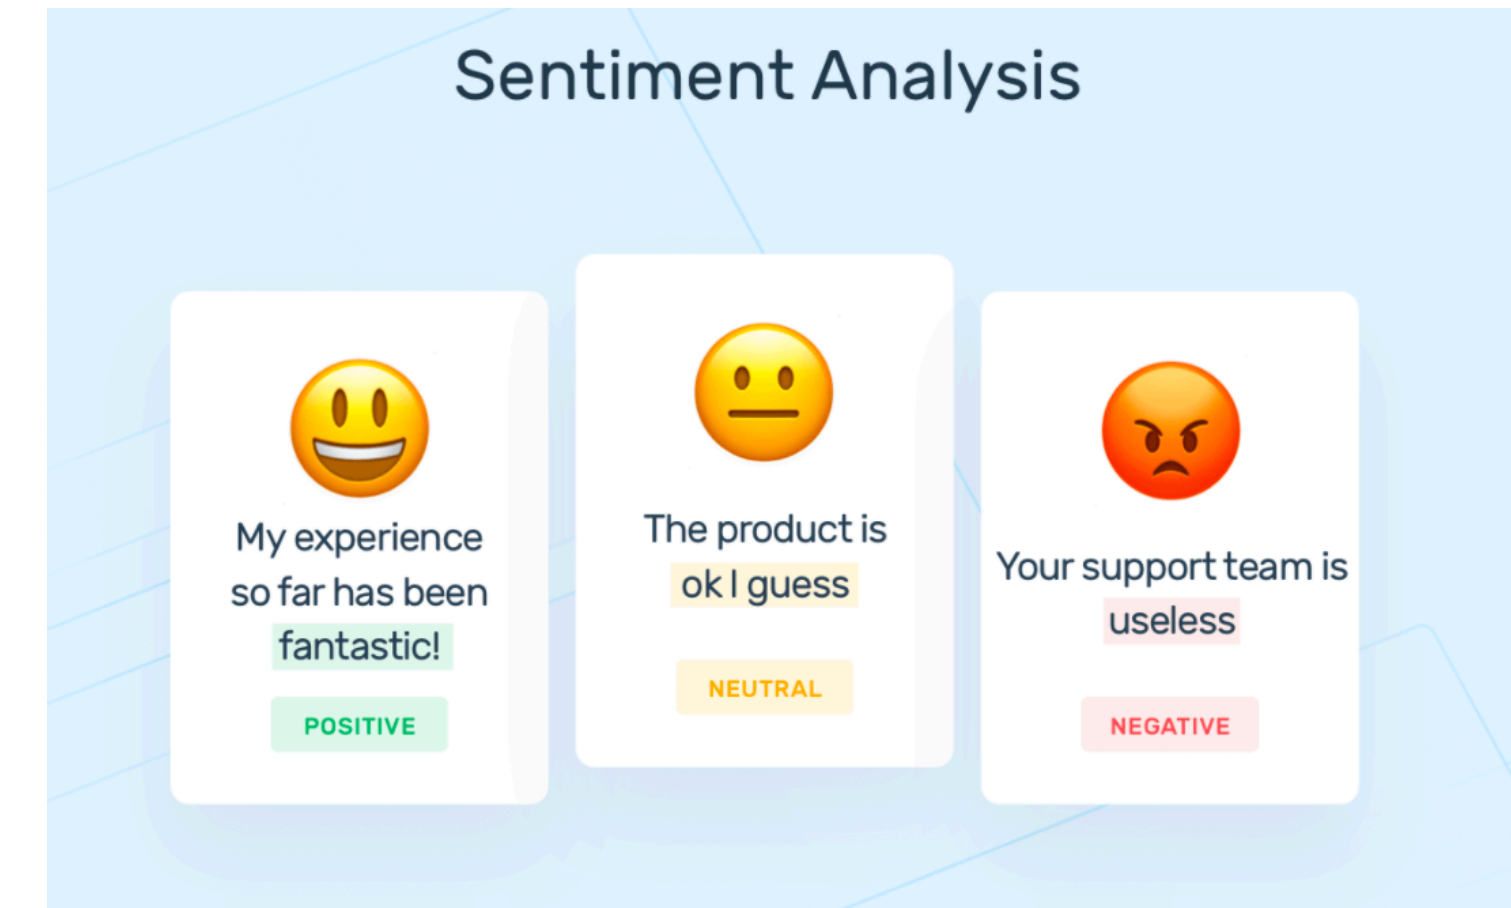 Sentiment Analysis
My experience
so far has been
fantastic!
POSITIVE
The product is
ok I guess
NEUTRAL
Your support team is
useless
NEGATIVE